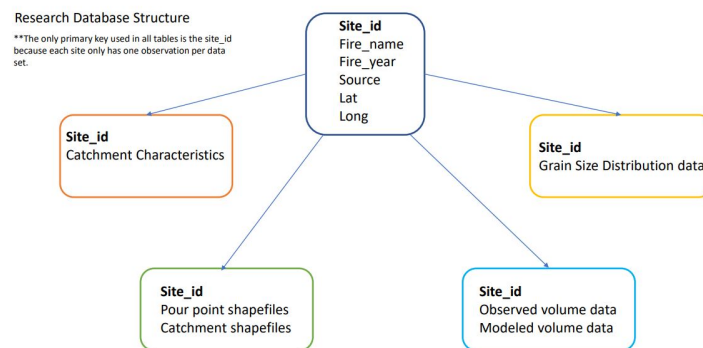 Research Database Structure
**The only primary key used in all tables is the site_id
because each site only has one observation per data
set.
Site_id
Fire_name
Fire_year
Source
Lat
Long
Site_id
Catchment Characteristics
Site_id
Grain Size Distribution data
Site_id
Pour point shapefiles
Catchment shapefiles
Site_id
Observed volume data
Modeled volume data